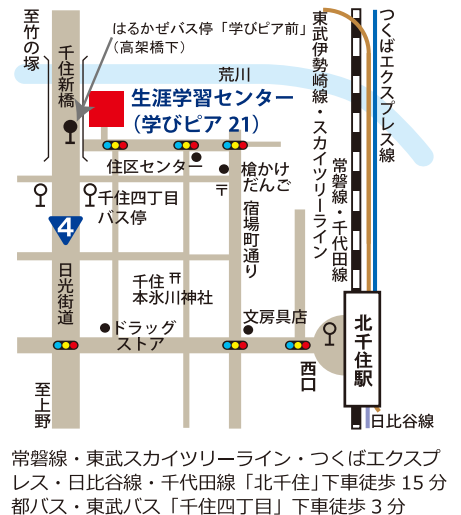 至竹の塚
はるかぜバス停「学びピア前」
（高架橋下）
千住新橋
荒川
生涯学習センター
（学びピア 21）
東武伊勢崎線・スカイツリーライン
つくばエクスプレス線
常磐線・千代田線
住区センター
槍かけ
だんご
〒
千住四丁目
バス停
4
宿場町通り
日光街道
千住
本氷川神社
文房具店
ドラッグ
ストア
北千住駅
西口
至上野
日比谷線
常磐線・東武スカイツリーライン・つくばエクスプ
レス・日比谷線・千代田線「北千住」下車徒歩 15 分
都バス・東武バス「千住四丁目」下車徒歩 3 分